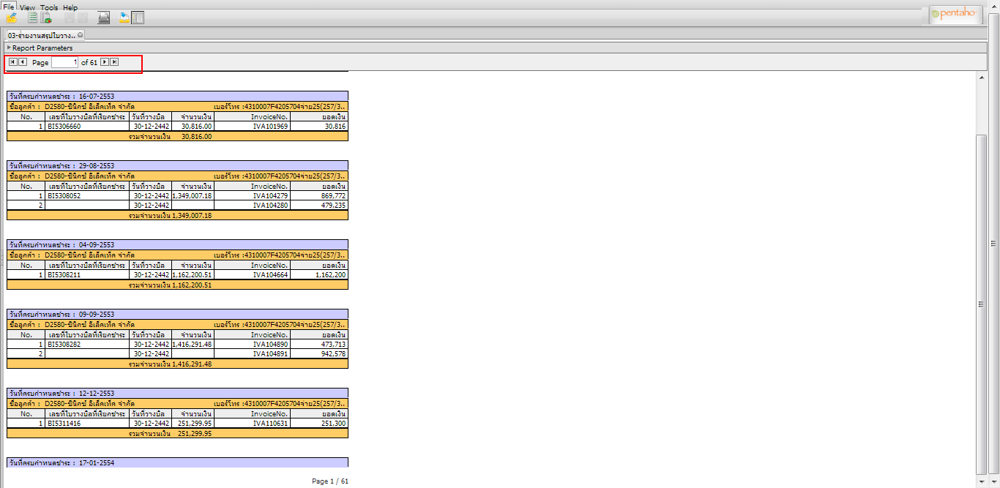 File View Tools Help
pentaho
03-รายงานสรุปใบวาง..
Report Parameters
Page 1 of 61
วันที่ครบกำหนดชำระ : 16-07-2553
ชื่อลูกค้า : D2580-ซินิกซ์ อิเล็คเท็ค จำกัด เบอร์โทร :4310007F4205704จ่าย25(257/3..
No. เลขที่ใบวางบิลที่เรียกชำระ วันที่วางบิล จำนวนเงิน InvoiceNo. ยอดเงิน
1 BI5306660 30-12-2442 30,816.00 IVA101969 30,816
รวมจำนวนเงิน 30,816.00
วันที่ครบกำหนดชำระ : 29-08-2553
ชื่อลูกค้า : D2580-ซินิกซ์ อิเล็คเท็ค จำกัด เบอร์โทร :4310007F4205704จ่าย25(257/3..
No. เลขที่ใบวางบิลที่เรียกชำระ วันที่วางบิล จำนวนเงิน InvoiceNo. ยอดเงิน
1 BI5308052 30-12-2442 1,349,007.18 IVA104279 869,772
2 30-12-2442 IVA104280 479,235
รวมจำนวนเงิน 1,349,007.18
วันที่ครบกำหนดชำระ : 04-09-2553
ชื่อลูกค้า : D2580-ซินิกซ์ อิเล็คเท็ค จำกัด เบอร์โทร :4310007F4205704จ่าย25(257/3..
No. เลขที่ใบวางบิลที่เรียกชำระ วันที่วางบิล จำนวนเงิน InvoiceNo. ยอดเงิน
1 BI5308211 30-12-2442 1,162,200.51 IVA104664 1,162,200
รวมจำนวนเงิน 1,162,200.51
วันที่ครบกำหนดชำระ : 09-09-2553
ชื่อลูกค้า : D2580-ซินิกซ์ อิเล็คเท็ค จำกัด เบอร์โทร :4310007F4205704จ่าย25(257/3..
No. เลขที่ใบวางบิลที่เรียกชำระ วันที่วางบิล จำนวนเงิน InvoiceNo. ยอดเงิน
1 BI5308282 30-12-2442 1,416,291.48 IVA104890 473,713
2 30-12-2442 IVA104891 942,578
รวมจำนวนเงิน 1,416,291.48
วันที่ครบกำหนดชำระ : 12-12-2553
ชื่อลูกค้า : D2580-ซินิกซ์ อิเล็คเท็ค จำกัด เบอร์โทร :4310007F4205704จ่าย25(257/3..
No. เลขที่ใบวางบิลที่เรียกชำระ วันที่วางบิล จำนวนเงิน InvoiceNo. ยอดเงิน
1 BI5311416 30-12-2442 251,299.95 IVA110631 251,300
รวมจำนวนเงิน 251,299.95
วันที่ครบกำหนดชำระ : 17-01-2554
Page 1 / 61